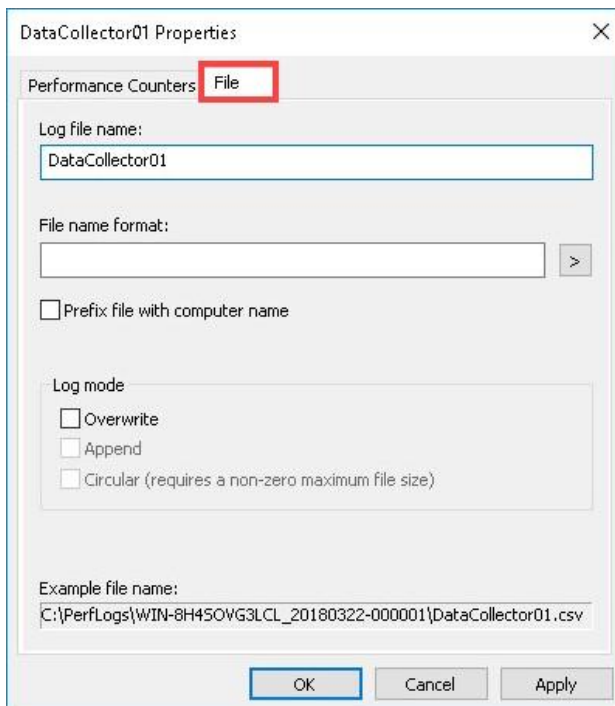 DataCollector01 Properties
Performance Counters
File
Log file name:
DataCollector01
File name format:
>
Prefix file with computer name
Log mode
Overwrite
Append
Circular (requires a non-zero maximum file size)
Example file name:
C:\PerfLogs\WIN-8H4SOVG3LCL_20180322-000001\DataCollector01.csv
OK
Cancel
Apply